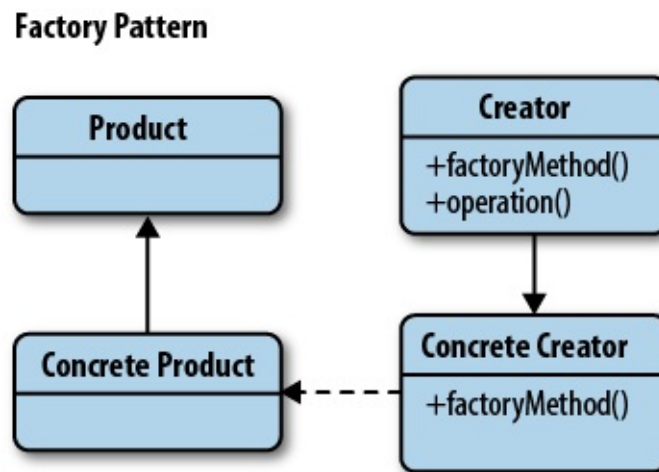 Factory Pattern
Product
Creator
+factoryMethod()
+operation()
Concrete Product
Concrete Creator
+factoryMethod()